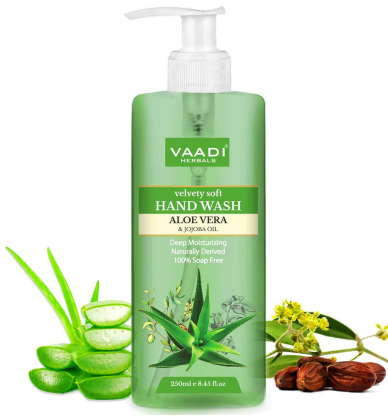 VAADI
HERBALS
velvety soft
HAND WASH
ALOE VERA
& JOJOBA OIL
Deep Moisturizing
Naturally Derived
100% Soap Free
250ml e 8.45 fl.oz